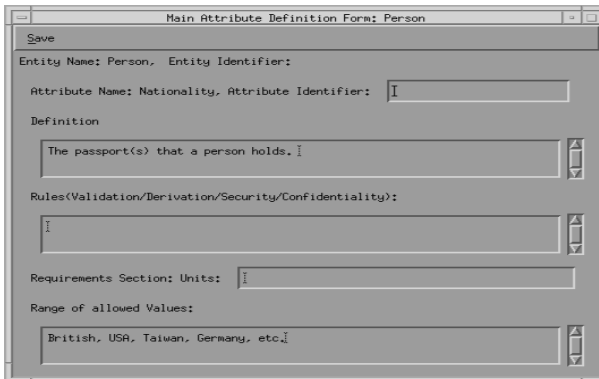 Main Attribute Definition Form: Person
Save
Entity Name: Person, Entity Identifier:
Attribute Name: Nationality, Attribute Identifier:
Definition
The passport(s) that a person holds.
Rules(Validation/Derivation/Security/Confidentiality):
Requirements Section: Units:
Range of allowed Values:
British, USA, Taiwan, Germany, etc.